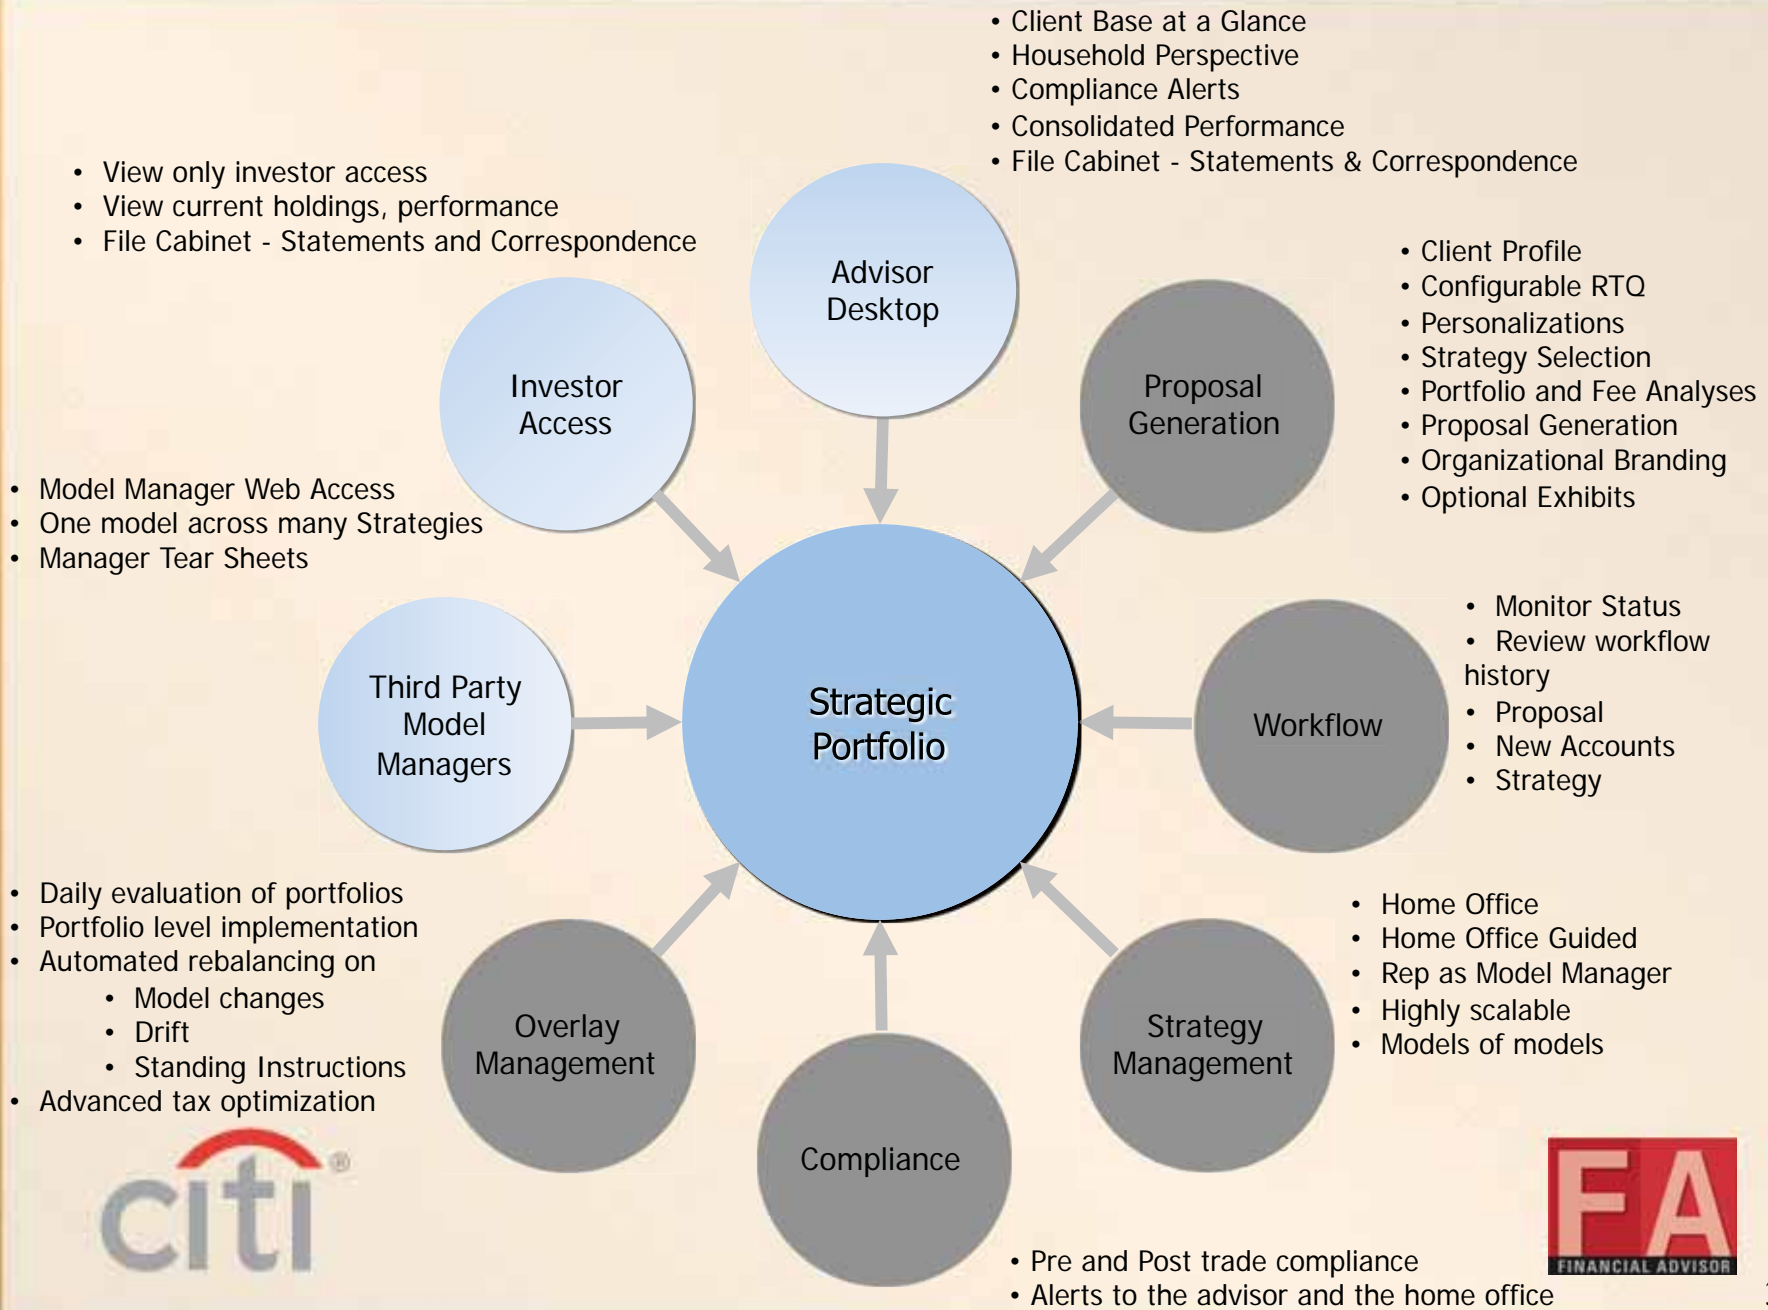 • Client Base at a Glance
• Household Perspective
• Compliance Alerts
• Consolidated Performance
• File Cabinet - Statements & Correspondence
• View only investor access
• View current holdings, performance
• File Cabinet - Statements and Correspondence
Advisor
Desktop
Investor
Access
Proposal
Generation
• Client Profile
• Configurable RTQ
• Personalizations
• Strategy Selection
• Portfolio and Fee Analyses
• Proposal Generation
• Organizational Branding
• Optional Exhibits
• Model Manager Web Access
• One model across many Strategies
• Manager Tear Sheets
Third Party
Model
Managers
Strategic
Portfolio
Workflow
• Monitor Status
• Review workflow
history
• Proposal
• New Accounts
• Strategy
• Daily evaluation of portfolios
• Portfolio level implementation
• Automated rebalancing on
• Model changes
• Drift
• Standing Instructions
• Advanced tax optimization
Overlay
Management
Compliance
Strategy
Management
• Home Office
• Home Office Guided
• Rep as Model Manager
• Highly scalable
• Models of models
citi®
• Pre and Post trade compliance
• Alerts to the advisor and the home office
FA
FINANCIAL ADVISOR